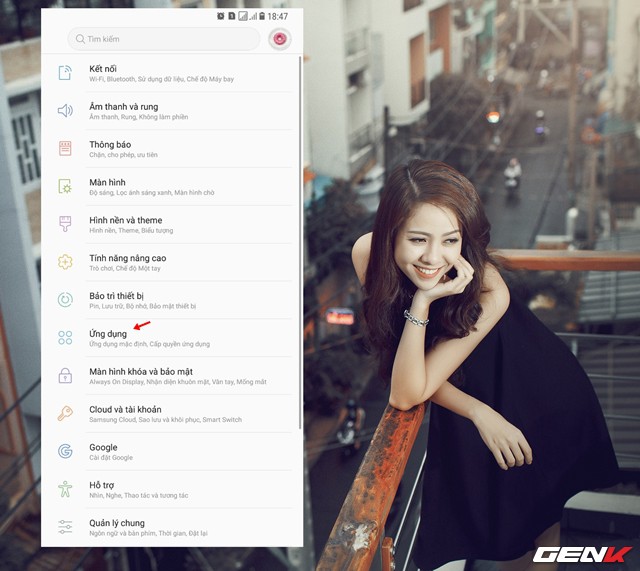 18:47
Tìm kiếm
Kết nối
Wi-Fi, Bluetooth, Sử dụng dữ liệu, Chế độ Máy bay
Âm thanh và rung
Âm thanh, Rung, Không làm phiền
Thông báo
Chặn, cho phép, ưu tiên
Màn hình
Độ sáng, Lọc ánh sáng xanh, Màn hình chờ
Hình nền và theme
Hình nền, Theme, Biểu tượng
Tính năng nâng cao
Trò chơi, Chế độ Một tay
Bảo trì thiết bị
Pin, Lưu trữ, Bộ nhớ, Bảo mật thiết bị
Ứng dụng
Ứng dụng mặc định, Cấp quyền ứng dụng
Màn hình khóa và bảo mật
Always On Display, Nhận diện khuôn mặt, Vân tay, Mống mắt
Cloud và tài khoản
Samsung Cloud, Sao lưu và khôi phục, Smart Switch
Google
Cài đặt Google
Hỗ trợ
Nhìn, Nghe, Thao tác và tương tác
Quản lý chung
Ngôn ngữ và bàn phím, Thời gian, Đặt lại
GENK